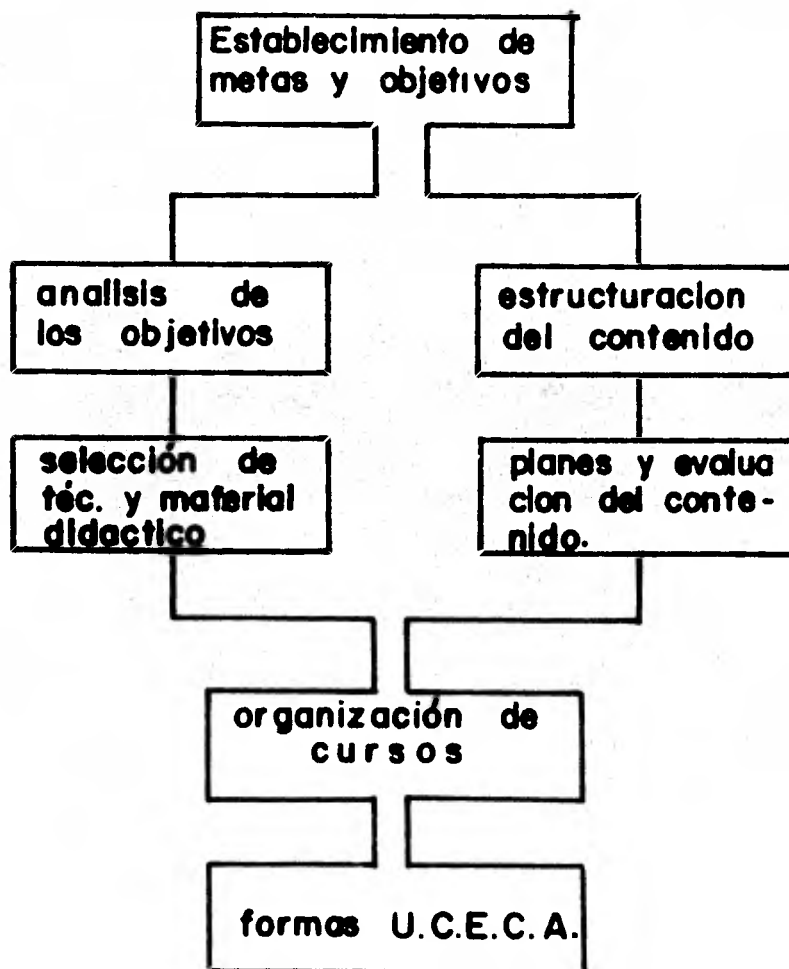 Establecimiento de
metas y objetivos
analisis de
los objetivos
estructuracion
del contenido
selección de
téc. y material
didactico
planes y evalua
cion del conte-
nido.
organización de
cursos
formas U.C.E.C.A.